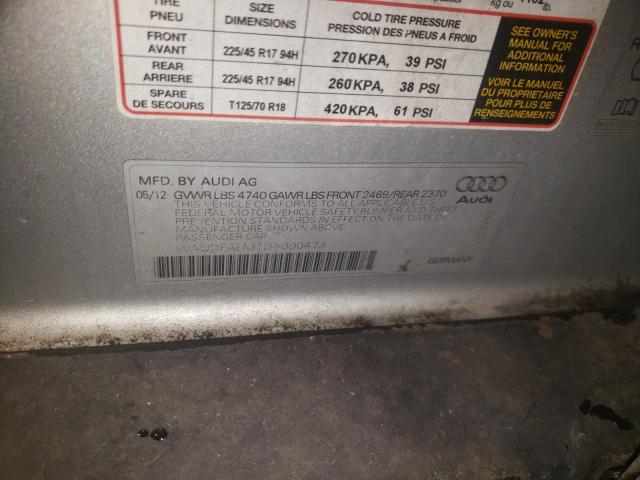 TIRE
PNEU
SIZE
DIMENSIONS
COLD TIRE PRESSURE
PRESSION DES PNEUS A FROID
kg ou
lb.
FRONT
AVANT
225/45 R17 94H
270 KPA, 39 PSI
REAR
ARRIERE
225/45 R17 94H
260 KPA, 38 PSI
SPARE
DE SECOURS
T125/70 R18
420 KPA, 61 PSI
SEE OWNER'S
MANUAL FOR
ADDITIONAL
INFORMATION
VOIR LE MANUEL
DU PROPRIETAIRE
POUR PLUS DE
RENSEIGNEMENTS
MFD. BY AUDI AG
05/12 GVWR LBS 4740 GAWR LBS FRONT 2469/REAR 2370
THIS VEHICLE CONFORMS TO ALL APPLICABLE U.S.
FEDERAL MOTOR VEHICLE SAFETY, BUMPER AND THEFT
PREVENTION STANDARDS IN EFFECT ON THE DATE OF
MANUFACTURE SHOWN ABOVE.
PASSENGER CAR
Audi
GERMANY